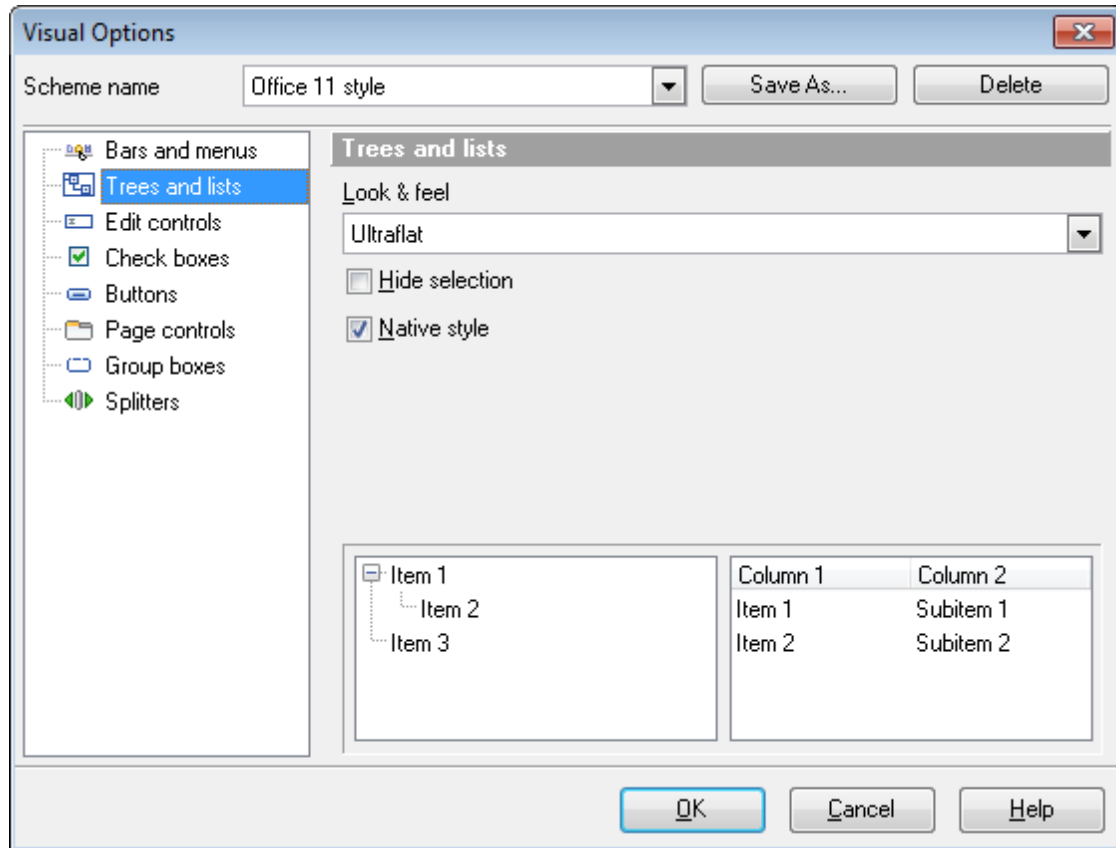 Visual Options
Scheme name Office 11 style Save As... Delete
Bars and menus
Trees and lists
Edit controls
Check boxes
Buttons
Page controls
Group boxes
Splitters
Trees and lists
Look & feel
Ultraflat
Hide selection
Native style
Item 1
Item 2
Item 3
Column 1 Column 2
Item 1 Subitem 1
Item 2 Subitem 2
OK Cancel Help